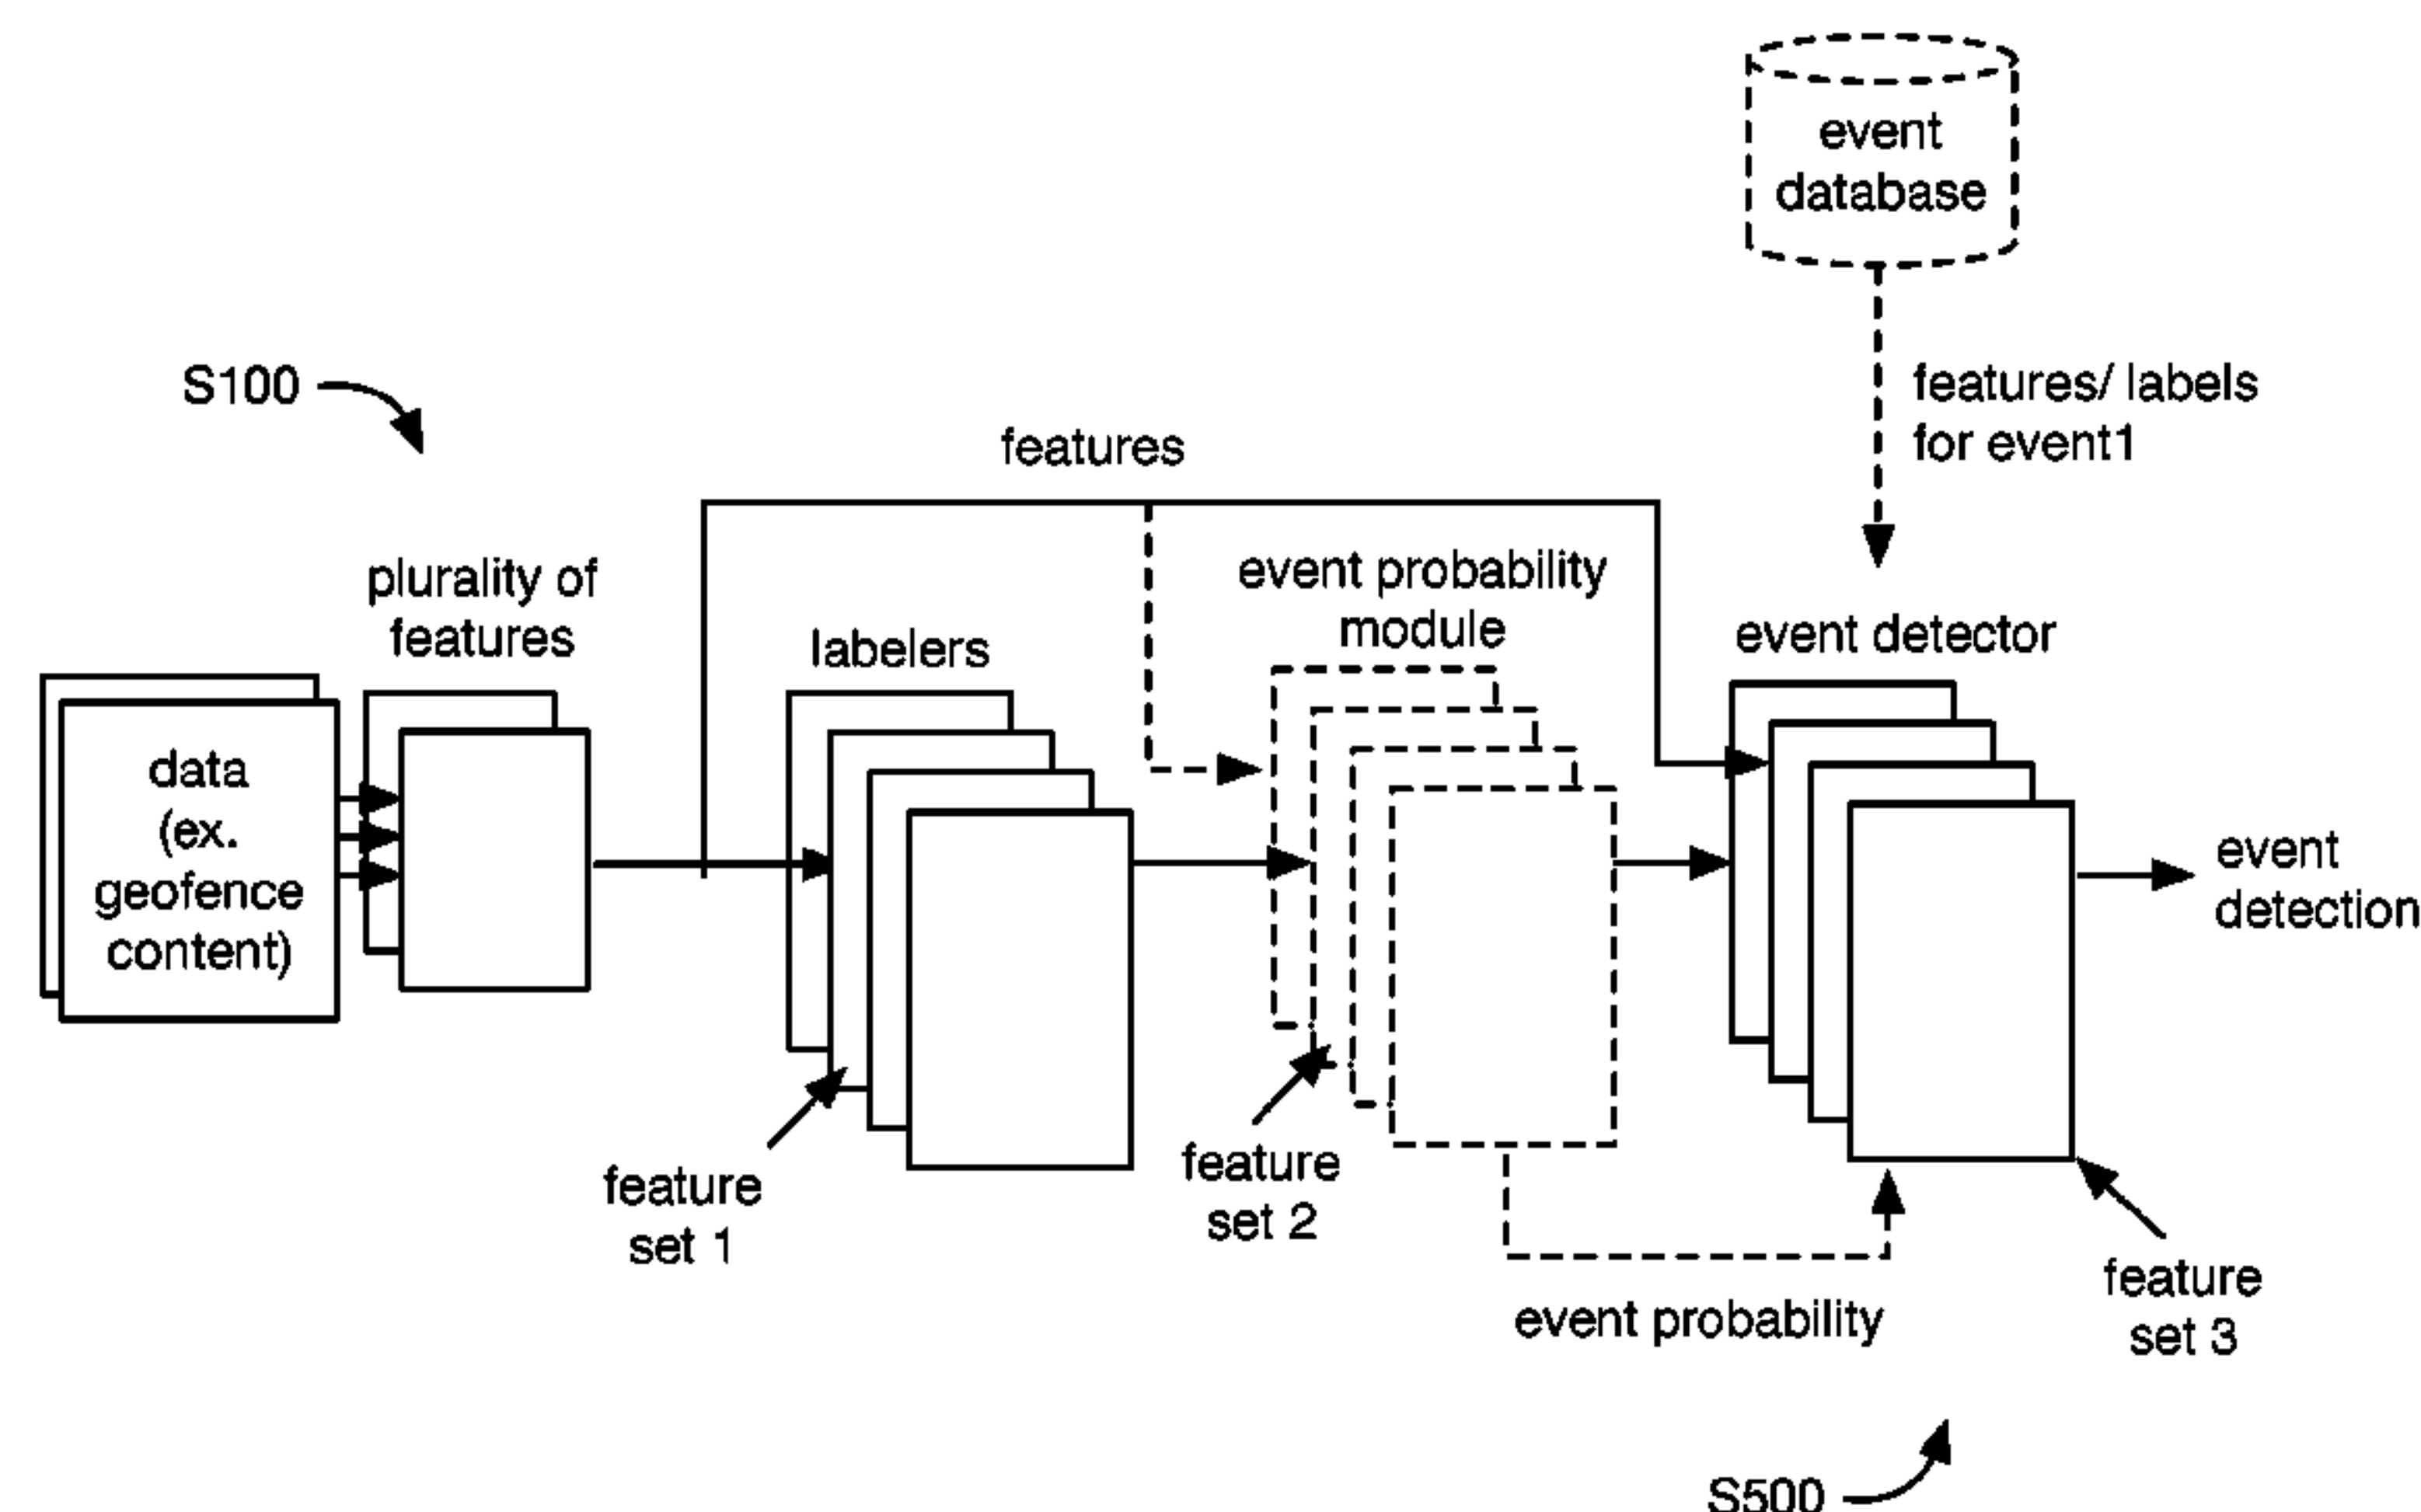 event
database
S100
features/ labels
for event1
features
plurality of
features
event probability
module
labelers
event detector
data
(ex.
geofence
content)
event
detection
feature
set 1
feature
set 2
event probability
feature
set 3
S500